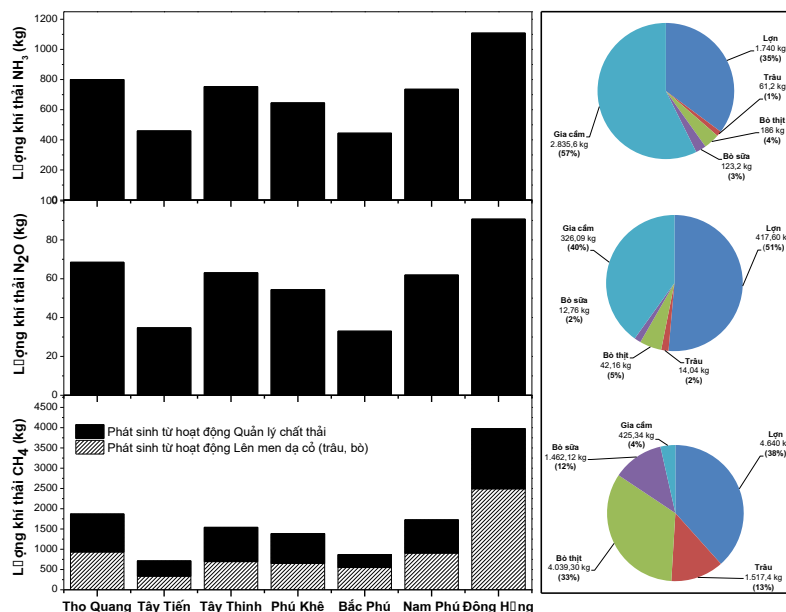 Lượng khí thải NH3 (kg)
1200
1000
800
600
400
200
0
Lượng khí thải N2O (kg)
80
60
40
20
0
Lượng khí thải CH4 (kg)
4500
4000
3500
3000
2500
2000
1500
1000
500
0
Phát sinh từ hoạt động Quản lý chất thải
Phát sinh từ hoạt động Lên men dạ cỏ (trâu, bò)
Thọ Quang Tây Tiến Tây Thịnh Phú Khê Bắc Phú Nam Phú Đông Hưng
Lợn
1.740 kg
(35%)
Trâu
61,2 kg
(1%)
Bò thịt
186 kg
(4%)
Bò sữa
123,2 kg
(3%)
Gia cầm
2.835,6 kg
(57%)
Lợn
417,60 kg
(51%)
Trâu
14,04 kg
(2%)
Bò thịt
42,16 kg
(5%)
Bò sữa
12,76 kg
(2%)
Gia cầm
326,09 kg
(40%)
Lợn
4.640 kg
(38%)
Trâu
1.517,4 kg
(13%)
Bò thịt
4.039,30 kg
(33%)
Bò sữa
1.462,12 kg
(12%)
Gia cầm
425,34 kg
(4%)